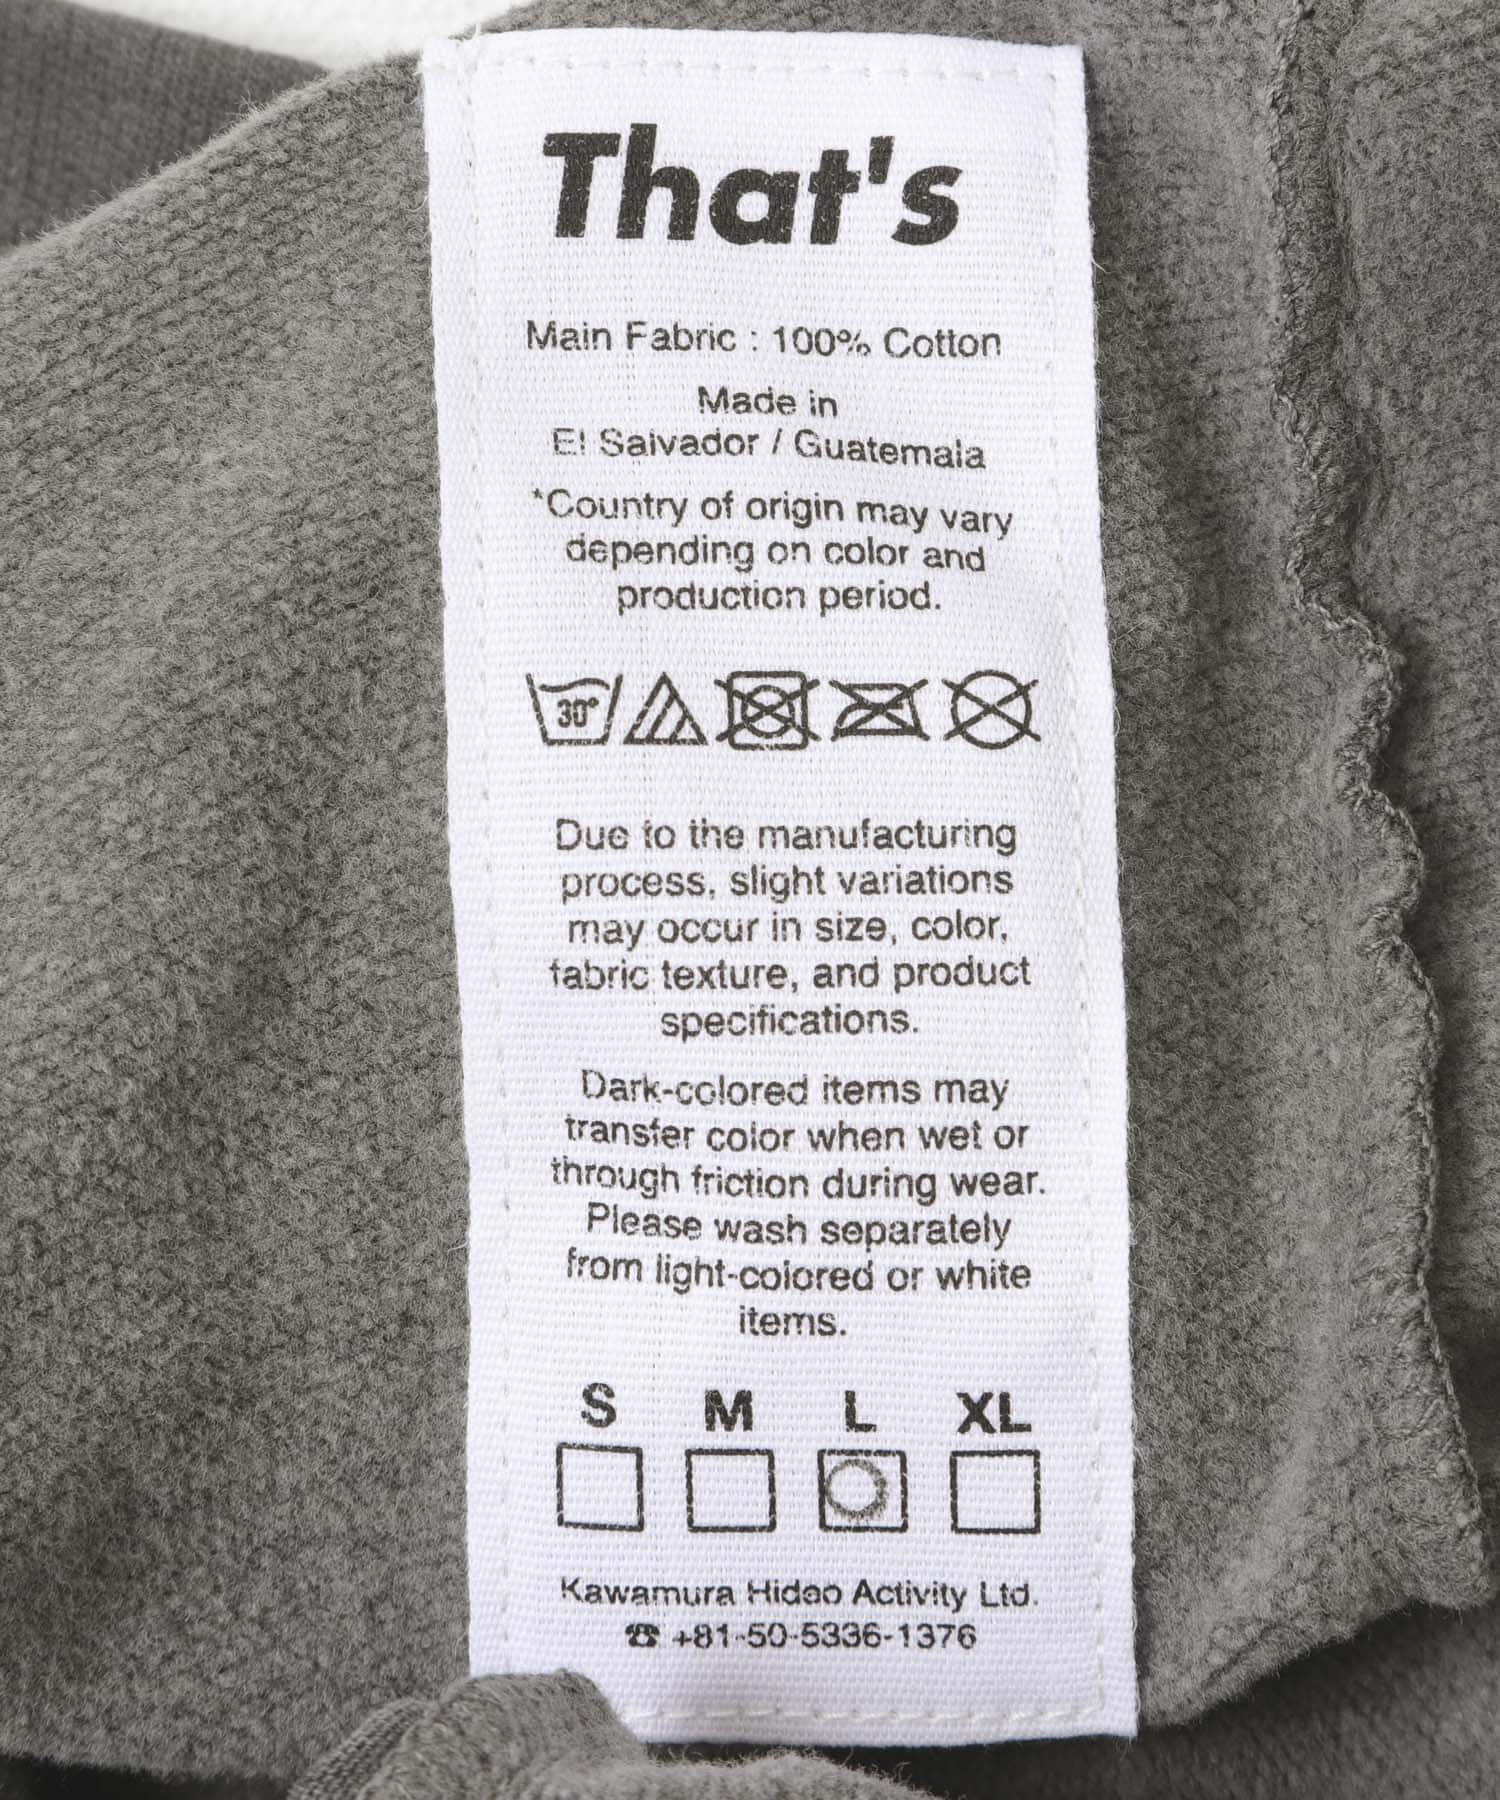 That's
Main Fabric : 100% Cotton
Made in
El Salvador / Guatemala
*Country of origin may vary
depending on color and
production period.
30°
Due to the manufacturing
process, slight variations
may occur in size, color,
fabric texture, and product
specifications.
Dark-colored items may
transfer color when wet or
through friction during wear.
Please wash separately
from light-colored or white
items.
S M L XL
Kawamura Hideo Activity Ltd.
☎ +81-50-5336-1376